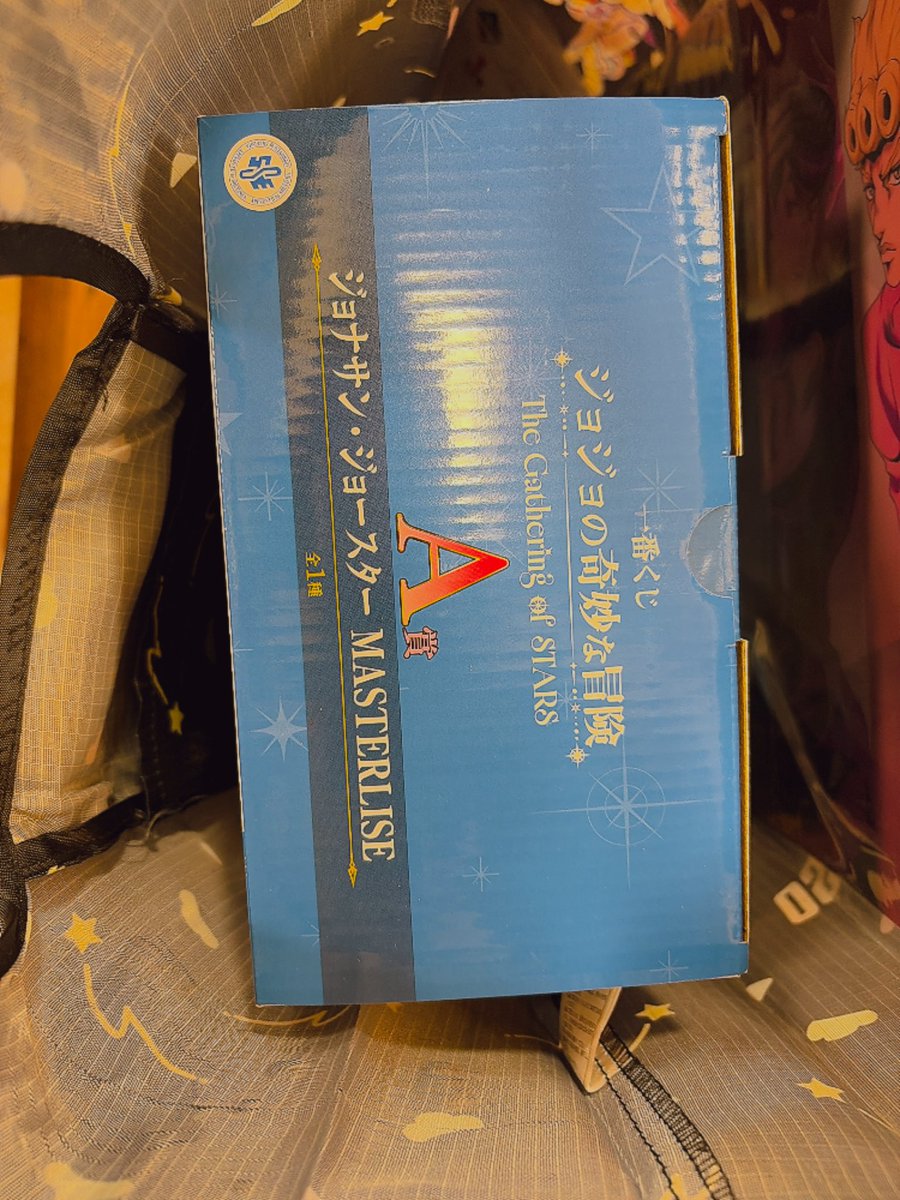 一番くじ
ジョジョの奇妙な冒険
The Gathering of STARS
A賞
ジョナサン・ジョースター MASTERLISE
全1種